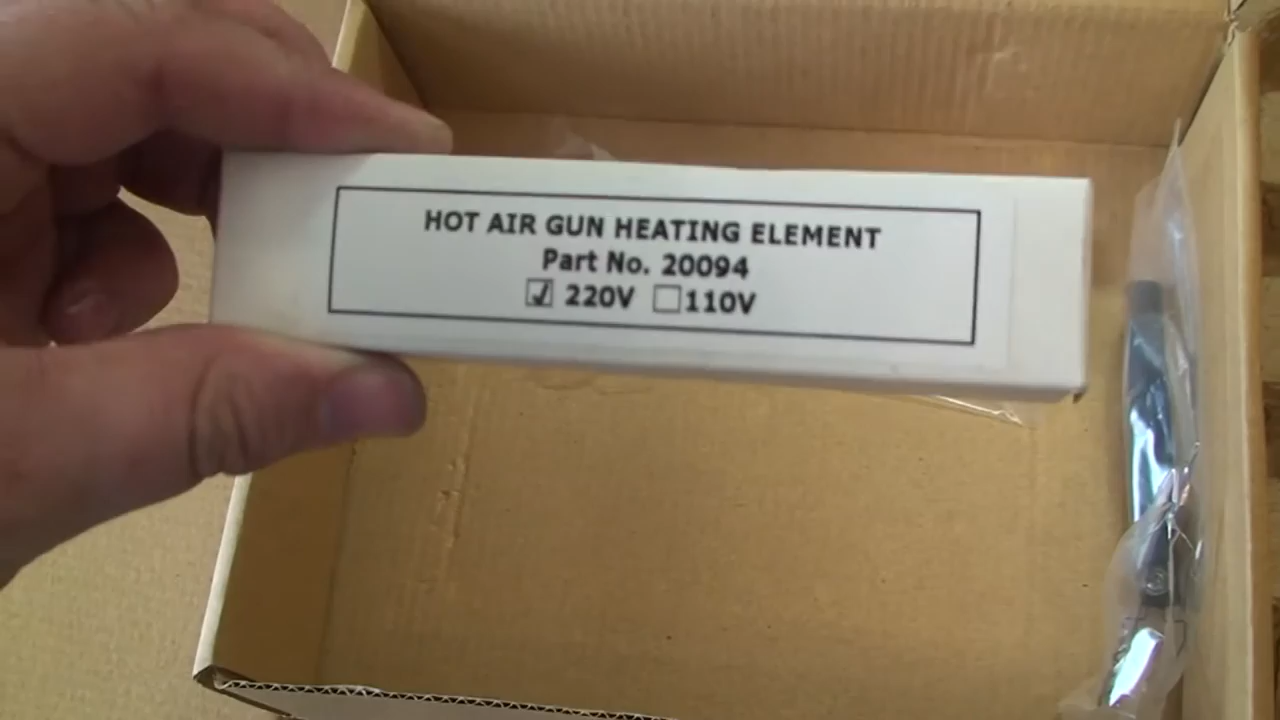 HOT AIR GUN HEATING ELEMENT
Part No. 20094
☑ 220V ☐110V